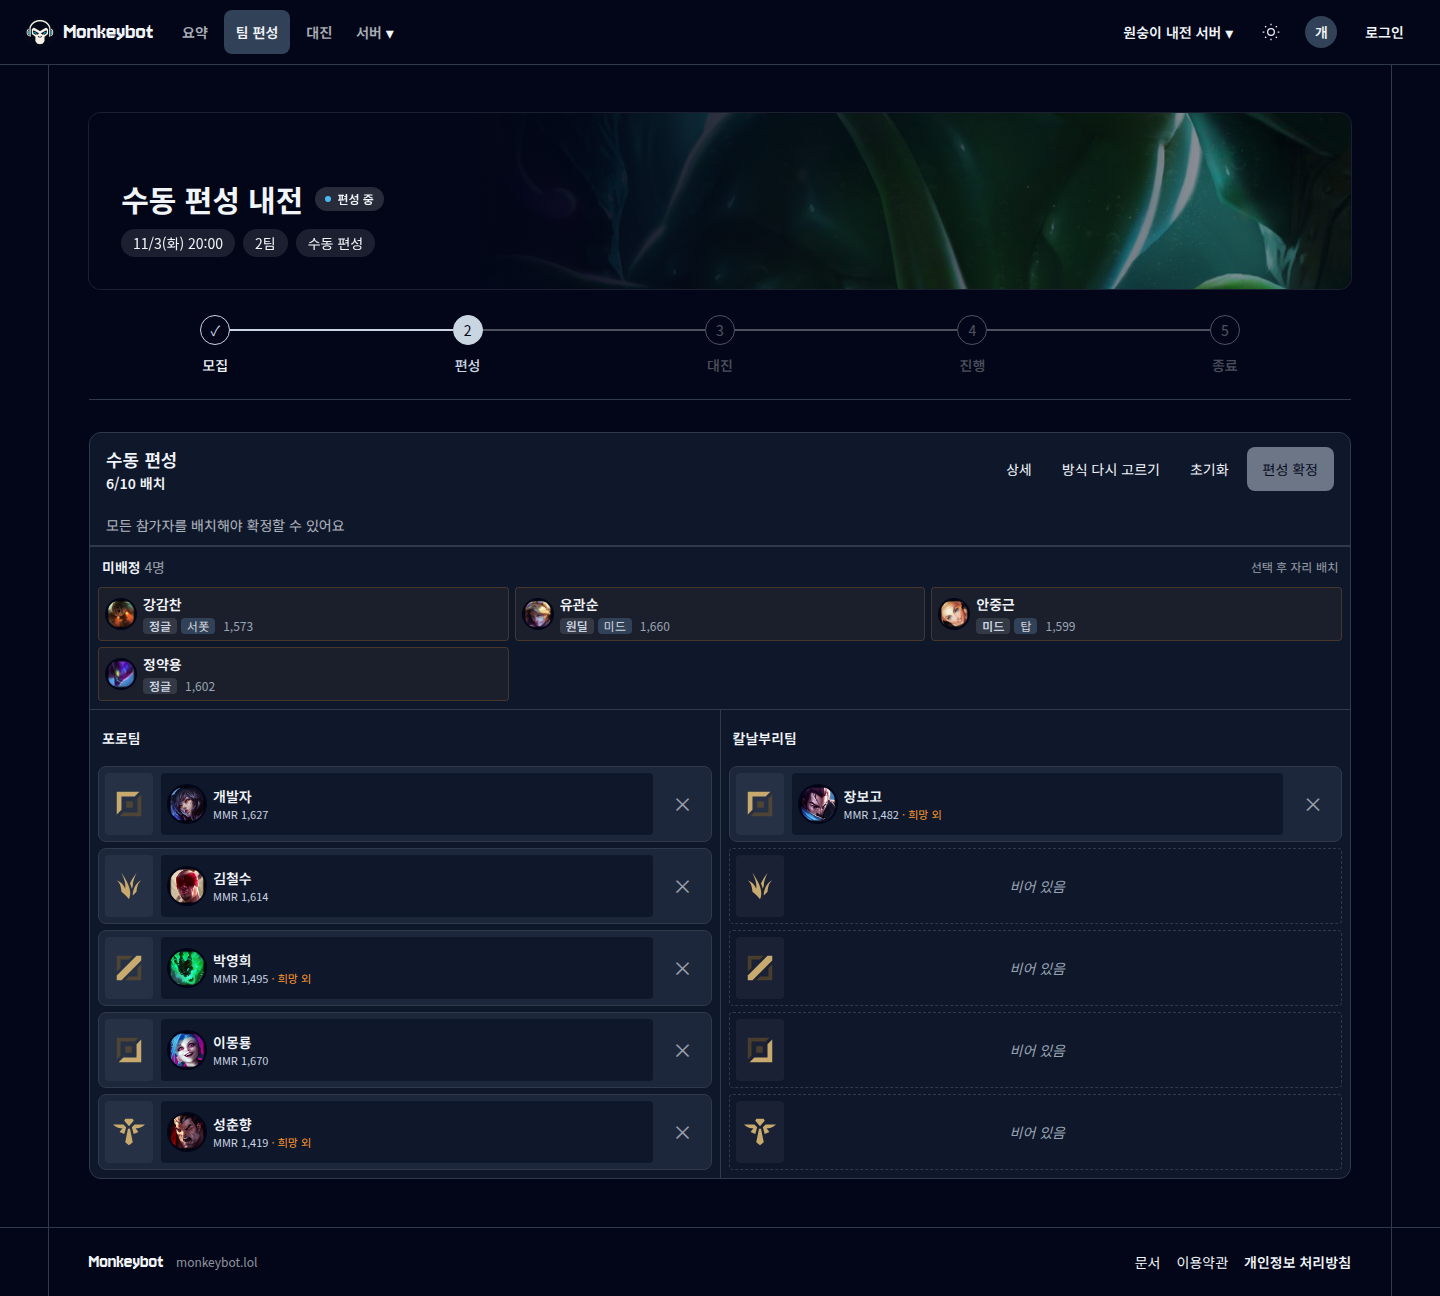 Monkeybot 요약 팀 편성 대진 서버 ▾ 원숭이 내전 서버 ▾ 개 로그인
수동 편성 내전 편성 중
11/3(화) 20:00 2팀 수동 편성
✓ 2 3 4 5
모집 편성 대진 진행 종료
수동 편성
6/10 배치
상세 방식 다시 고르기 초기화 편성 확정
모든 참가자를 배치해야 확정할 수 있어요
미배정 4명 선택 후 자리 배치
강감찬
정글 서폿 1,573
유관순
원딜 미드 1,660
안중근
미드 탑 1,599
정약용
정글 1,602
포로팀
개발자
MMR 1,627
김철수
MMR 1,614
박영희
MMR 1,495 · 희망 외
이몽룡
MMR 1,670
성춘향
MMR 1,419 · 희망 외
칼날부리팀
장보고
MMR 1,482 · 희망 외
비어 있음
비어 있음
비어 있음
비어 있음
Monkeybot monkeybot.lol 문서 이용약관 개인정보 처리방침